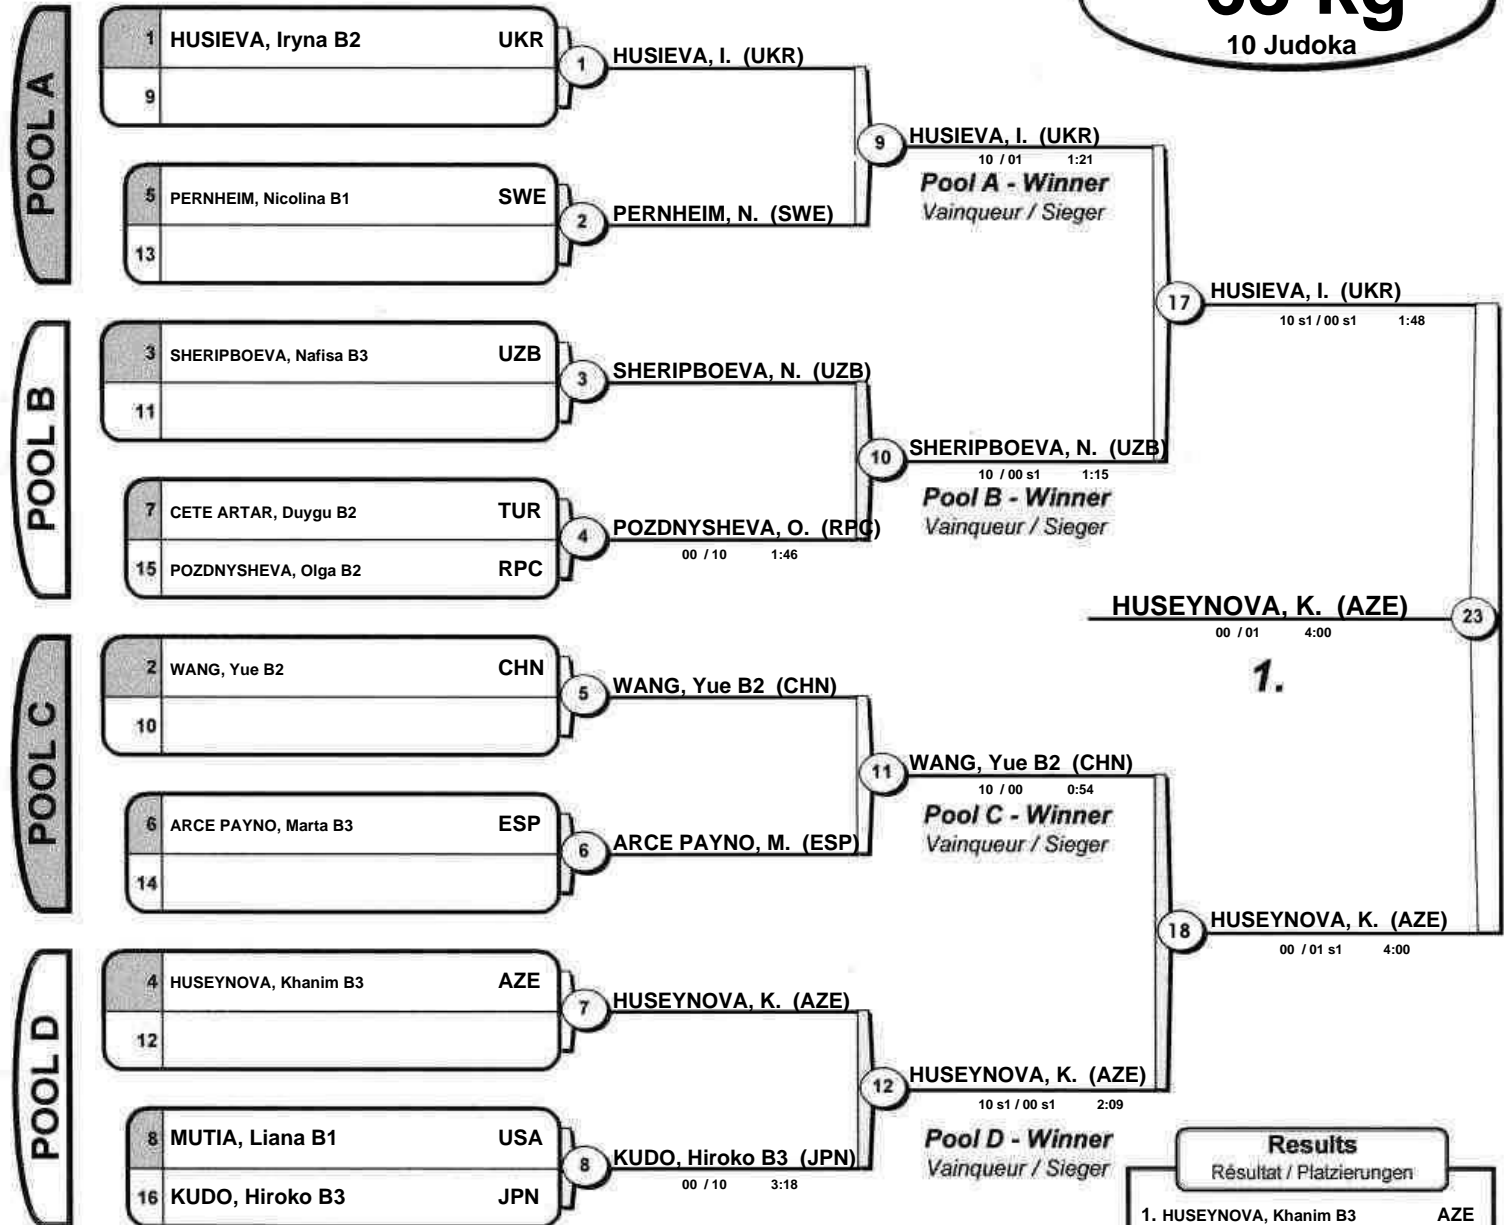 63 kg
10 Judoka
POOL A
1 HUSIEVA, Iryna B2 UKR
9
5 PERNHEIM, Nicolina B1 SWE
13
1 HUSIEVA, I. (UKR)
2 PERNHEIM, N. (SWE)
9 HUSIEVA, I. (UKR)
10 / 01 1:21
Pool A - Winner
Vainqueur / Sieger
POOL B
3 SHERIPBOEVA, Nafisa B3 UZB
11
7 CETE ARTAR, Duygu B2 TUR
15 POZDNYSHEVA, Olga B2 RPC
3 SHERIPBOEVA, N. (UZB)
4 POZDNYSHEVA, O. (RPC)
00 / 10 1:46
10 SHERIPBOEVA, N. (UZB)
10 / 00 s1 1:15
Pool B - Winner
Vainqueur / Sieger
17 HUSIEVA, I. (UKR)
10 s1 / 00 s1 1:48
HUSEYNOVA, K. (AZE) 23
00 / 01 4:00
1.
POOL C
2 WANG, Yue B2 CHN
10
6 ARCE PAYNO, Marta B3 ESP
14
5 WANG, Yue B2 (CHN)
6 ARCE PAYNO, M. (ESP)
11 WANG, Yue B2 (CHN)
10 / 00 0:54
Pool C - Winner
Vainqueur / Sieger
18 HUSEYNOVA, K. (AZE)
00 / 01 s1 4:00
POOL D
4 HUSEYNOVA, Khanim B3 AZE
12
8 MUTIA, Liana B1 USA
16 KUDO, Hiroko B3 JPN
7 HUSEYNOVA, K. (AZE)
8 KUDO, Hiroko B3 (JPN)
00 / 10 3:18
12 HUSEYNOVA, K. (AZE)
10 s1 / 00 s1 2:09
Pool D - Winner
Vainqueur / Sieger
Results
Résultat / Platzierungen
1. HUSEYNOVA, Khanim B3 AZE